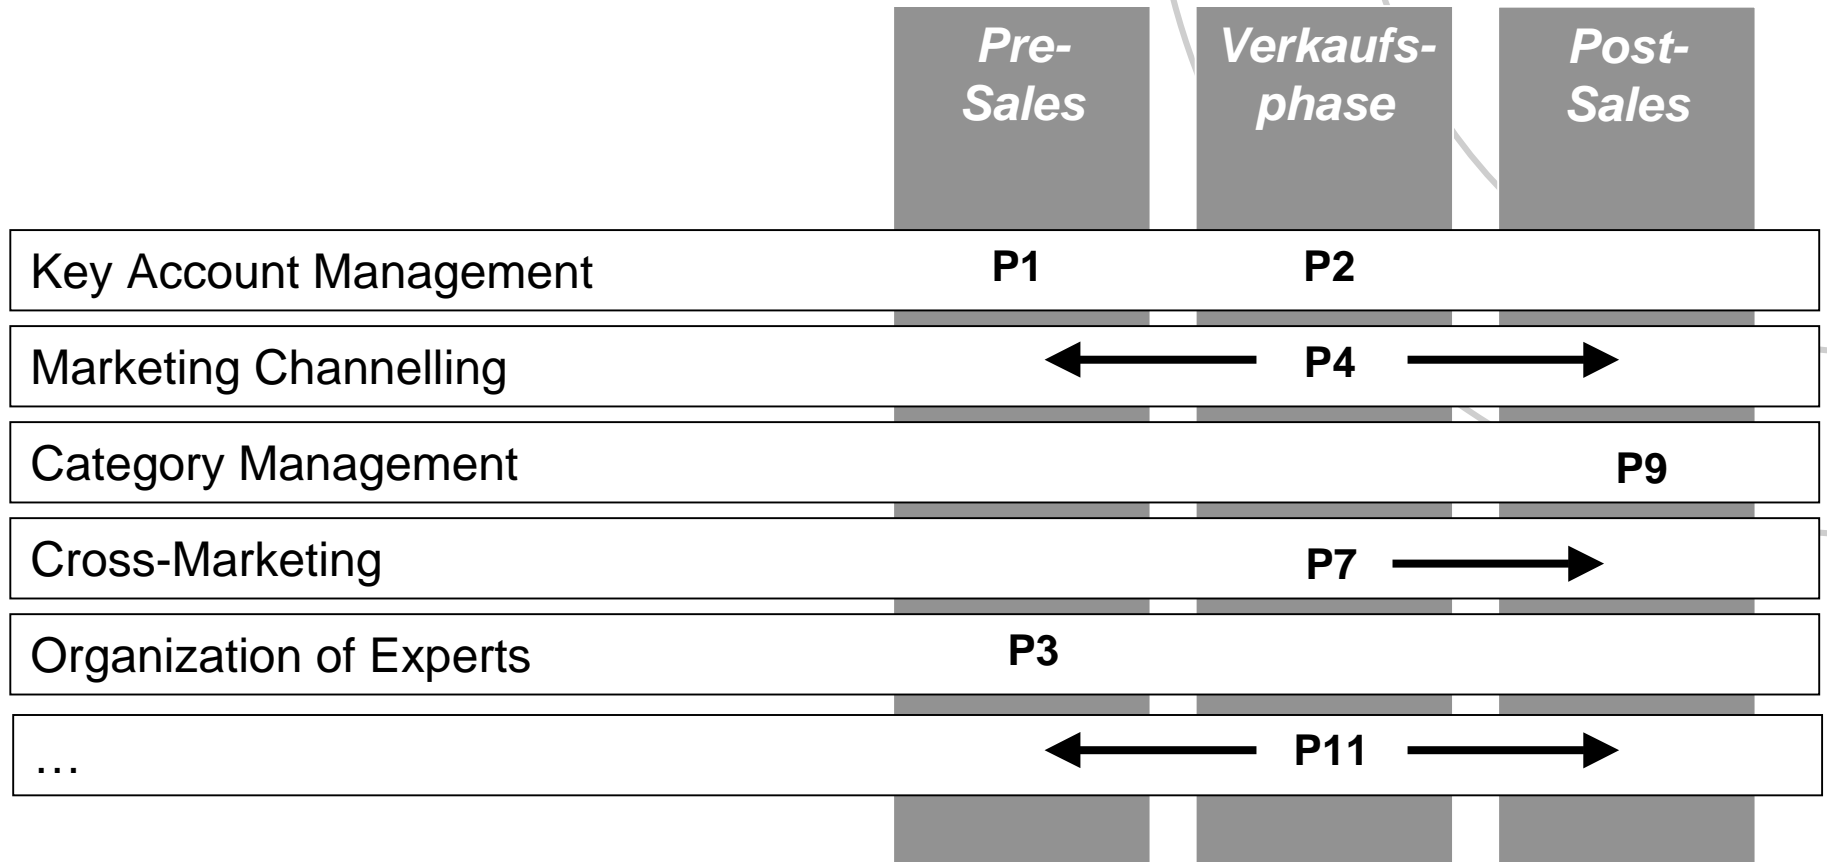 Pre-
Sales
Verkaufs-
phase
Post-
Sales
Key Account Management P1 P2
Marketing Channelling P4
Category Management P9
Cross-Marketing P7
Organization of Experts P3
… P11